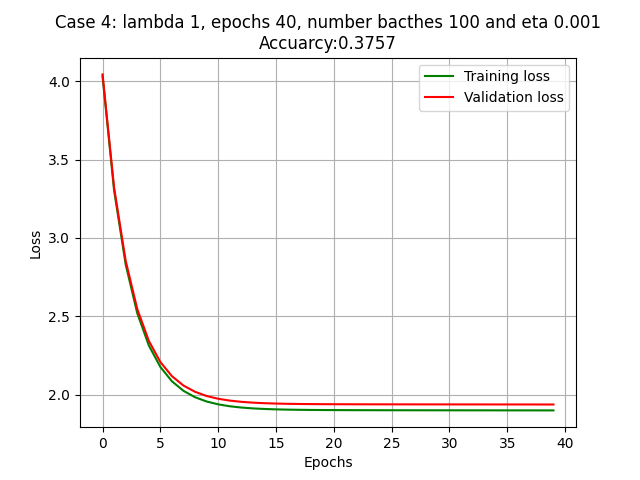 Case 4: lambda 1, epochs 40, number bacthes 100 and eta 0.001
Accuarcy:0.3757
Training loss
Validation loss
4.0
3.5
3.0
2.5
2.0
Loss
0 5 10 15 20 25 30 35 40
Epochs